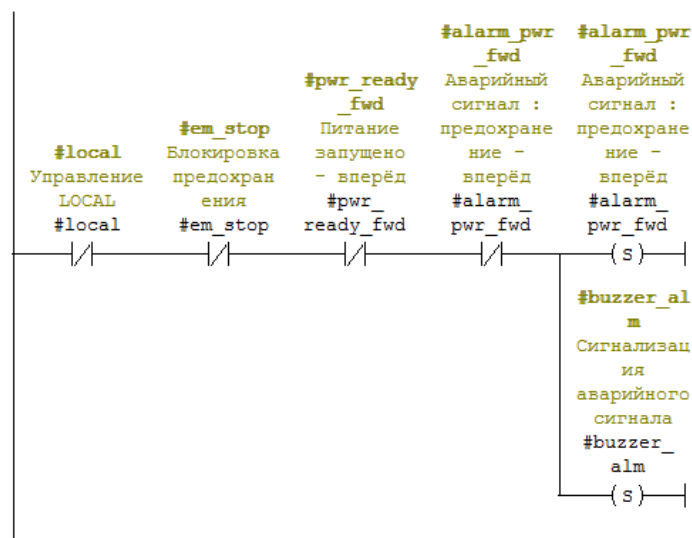 #local
Управление
LOCAL
#local
#em_stop
Блокировка
предохран
ения
#em_stop
#pwr_ready
_fwd
Питание
запущено
- вперёд
#pwr_
ready_fwd
#alarm_pwr
_fwd
Аварийный
сигнал :
предохране
ние -
вперёд
#alarm_
pwr_fwd
#alarm_pwr
_fwd
Аварийный
сигнал :
предохране
ние -
вперёд
#alarm_
pwr_fwd
S
#buzzer_al
m
Сигнализац
ия
аварийного
сигнала
#buzzer_
alm
S